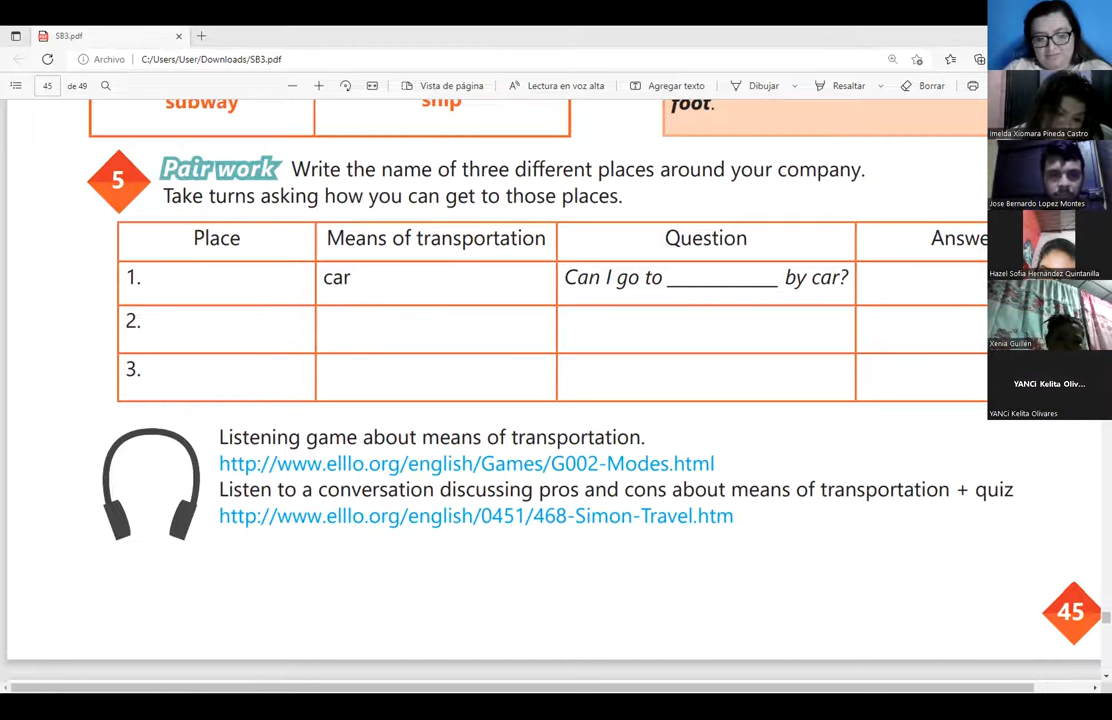 SB3.pdf
Archivo
C:/Users/User/Downloads/SB3.pdf
45
de 49
Vista de página
Lectura en voz alta
Agregar texto
Dibujar
Resaltar
Borrar
subway
ship
foot.
5
Pair work Write the name of three different places around your company.
Take turns asking how you can get to those places.
Place Means of transportation Question Answe
1. car Can I go to __________ by car?
2.
3.
Listening game about means of transportation.
http://www.elllo.org/english/Games/G002-Modes.html
Listen to a conversation discussing pros and cons about means of transportation + quiz
http://www.elllo.org/english/0451/468-Simon-Travel.htm
45
Imelda Xiomara Pineda Castro
Jose Bernardo Lopez Montes
Hazel Sofia Hernández Quintanilla
Xenia Guillén
YANCi Kelita Oliv...
YANCi Kelita Olivares